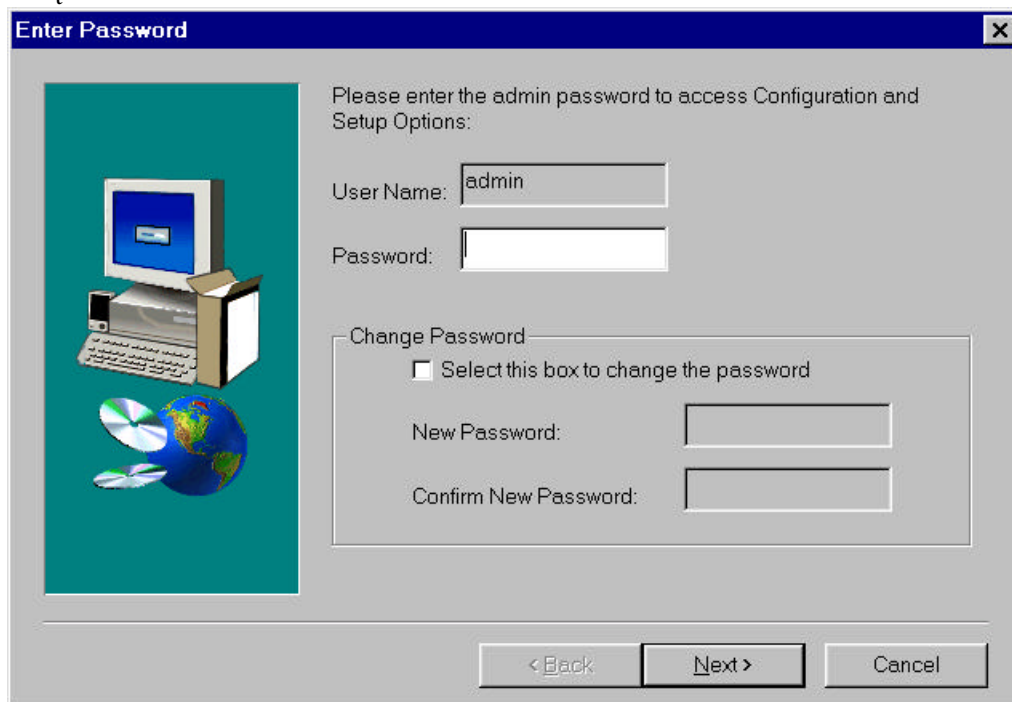 Enter Password
Please enter the admin password to access Configuration and
Setup Options:
User Name: admin
Password:
Change Password
Select this box to change the password
New Password:
Confirm New Password:
< Back Next > Cancel